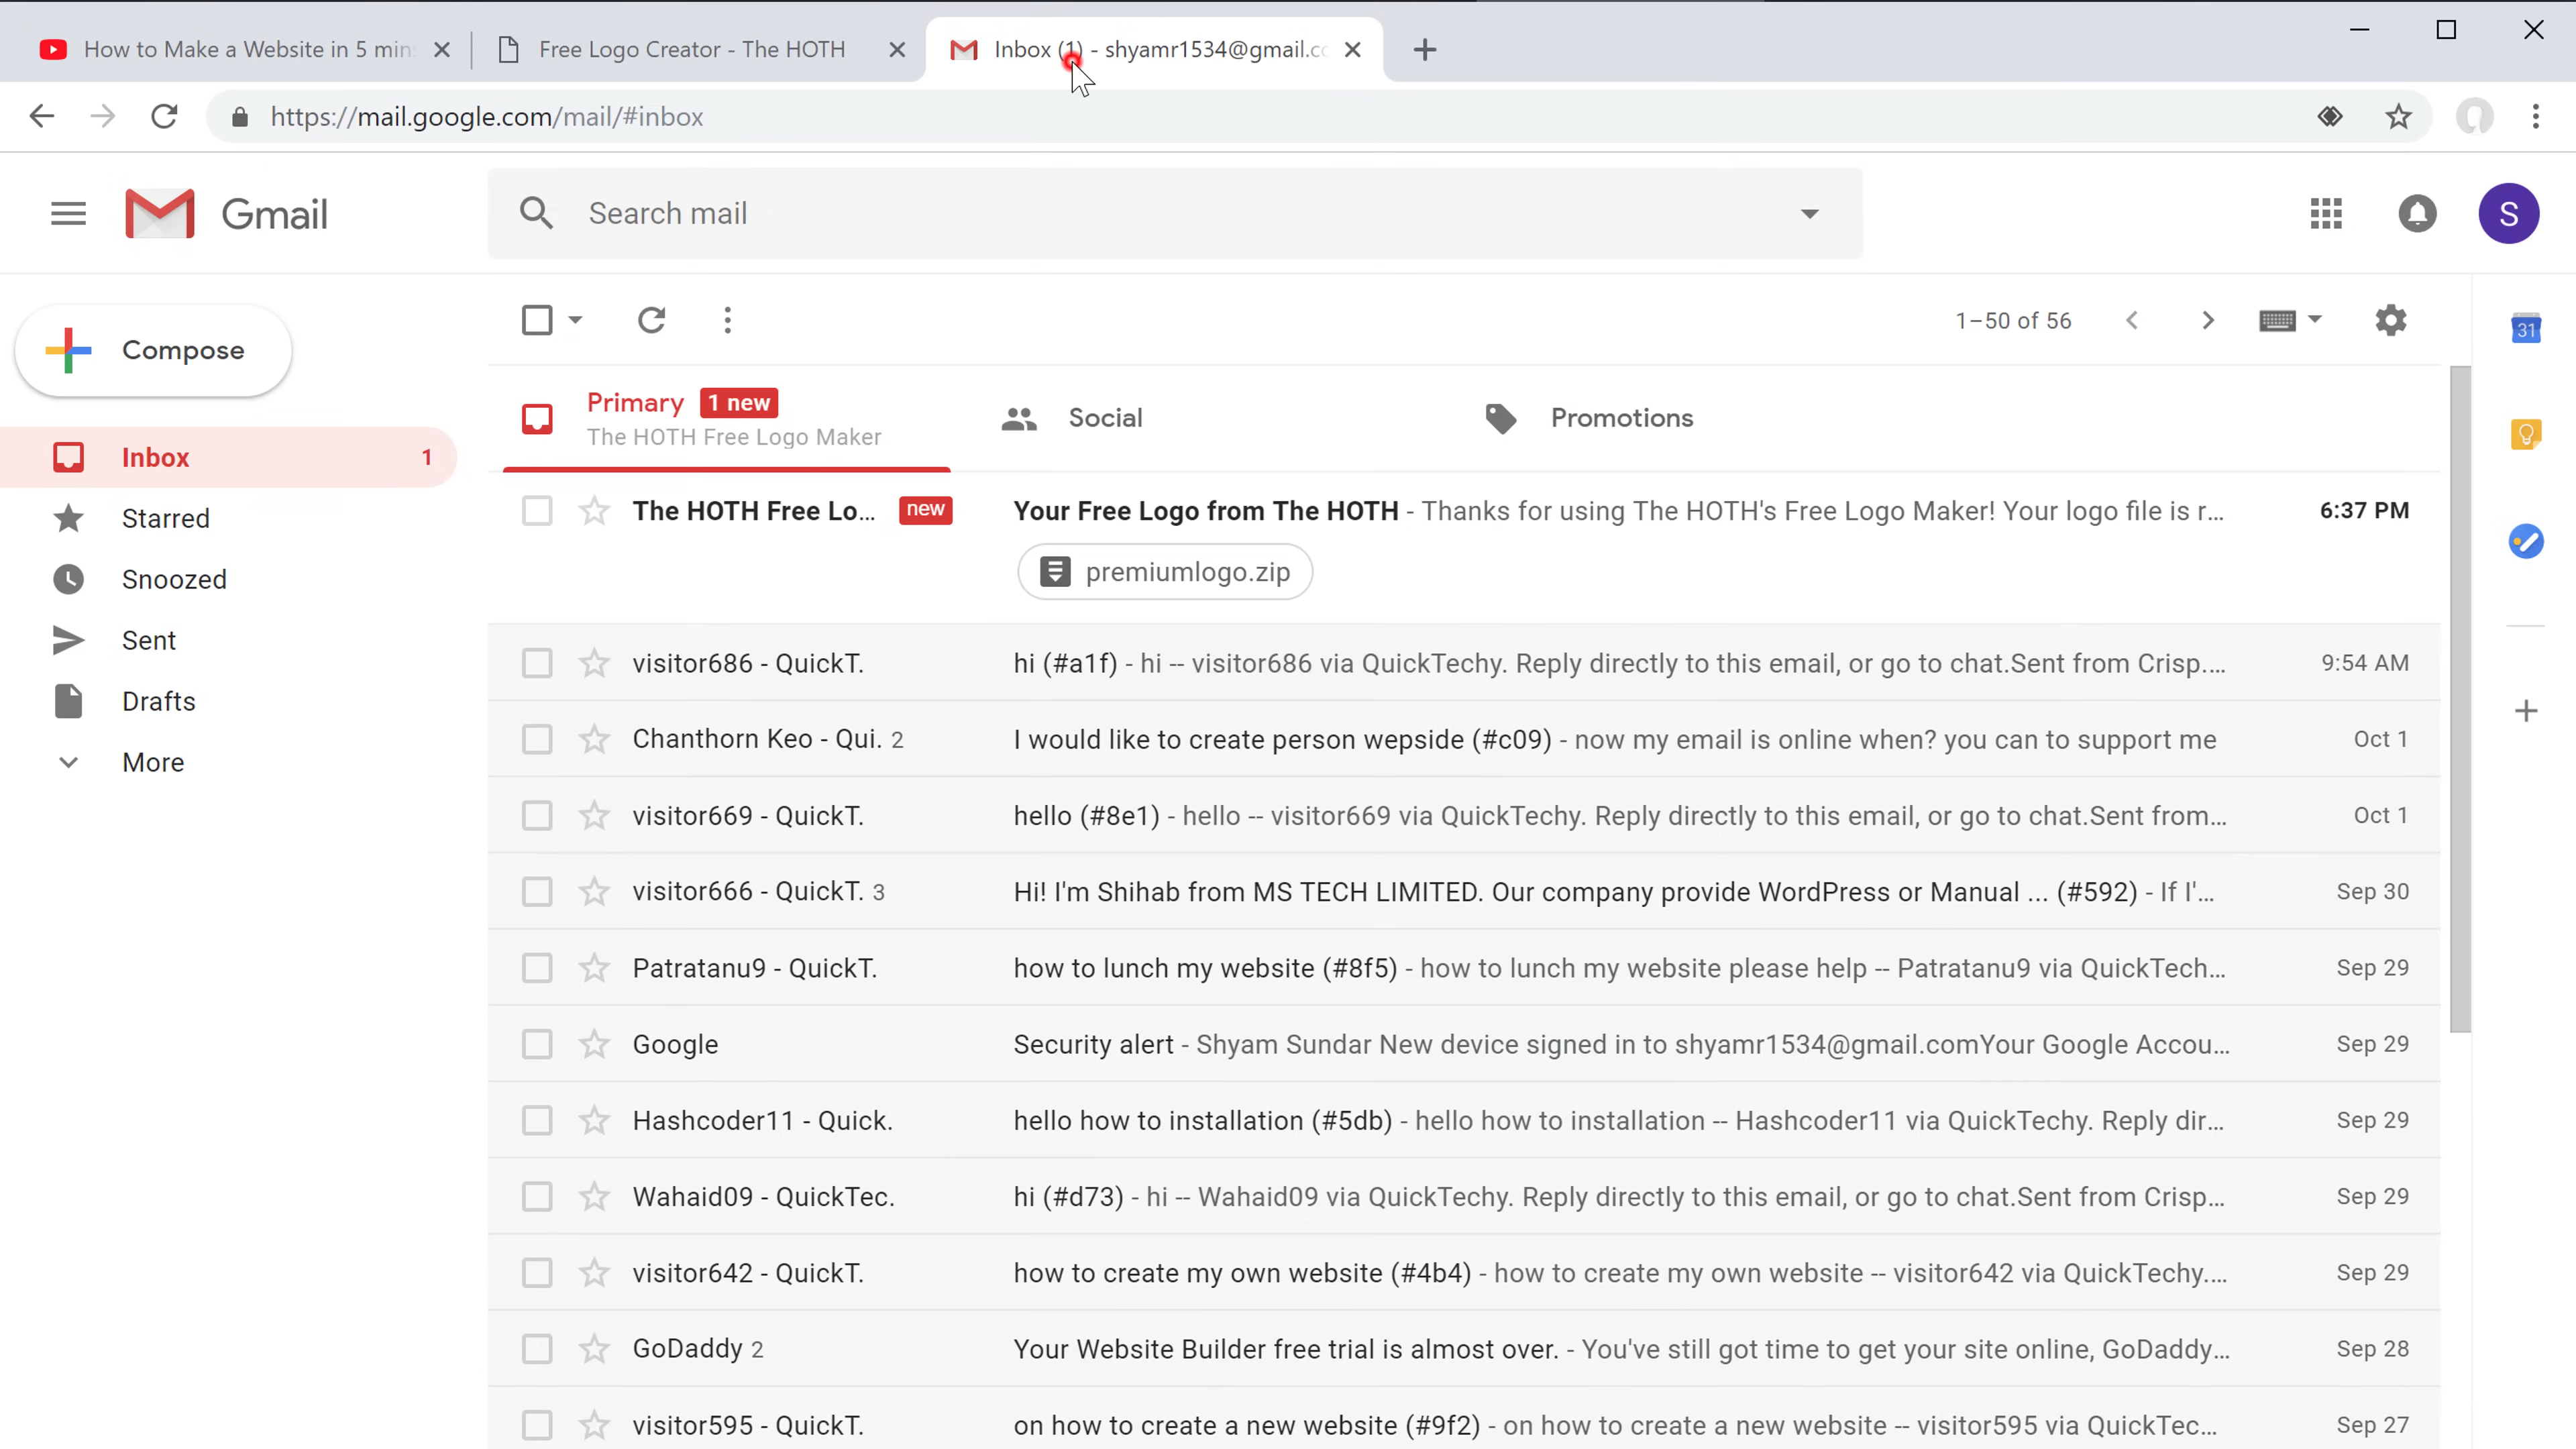 How to Make a Website in 5 mins
Free Logo Creator - The HOTH
Inbox (1) - shyamr1534@gmail.co
https://mail.google.com/mail/#inbox
Gmail
Search mail
S
Compose
1–50 of 56
31
Primary 1 new
The HOTH Free Logo Maker
Social
Promotions
Inbox 1
Starred
Snoozed
Sent
Drafts
More
The HOTH Free Lo... new Your Free Logo from The HOTH - Thanks for using The HOTH's Free Logo Maker! Your logo file is r... 6:37 PM
premiumlogo.zip
visitor686 - QuickT. hi (#a1f) - hi -- visitor686 via QuickTechy. Reply directly to this email, or go to chat.Sent from Crisp.... 9:54 AM
Chanthorn Keo - Qui. 2 I would like to create person wepside (#c09) - now my email is online when? you can to support me Oct 1
visitor669 - QuickT. hello (#8e1) - hello -- visitor669 via QuickTechy. Reply directly to this email, or go to chat.Sent from... Oct 1
visitor666 - QuickT. 3 Hi! I'm Shihab from MS TECH LIMITED. Our company provide WordPress or Manual ... (#592) - If I'... Sep 30
Patratanu9 - QuickT. how to lunch my website (#8f5) - how to lunch my website please help -- Patratanu9 via QuickTech... Sep 29
Google Security alert - Shyam Sundar New device signed in to shyamr1534@gmail.comYour Google Accou... Sep 29
Hashcoder11 - Quick. hello how to installation (#5db) - hello how to installation -- Hashcoder11 via QuickTechy. Reply dir... Sep 29
Wahaid09 - QuickTec. hi (#d73) - hi -- Wahaid09 via QuickTechy. Reply directly to this email, or go to chat.Sent from Crisp... Sep 29
visitor642 - QuickT. how to create my own website (#4b4) - how to create my own website -- visitor642 via QuickTechy.... Sep 29
GoDaddy 2 Your Website Builder free trial is almost over. - You've still got time to get your site online, GoDaddy... Sep 28
visitor595 - QuickT. on how to create a new website (#9f2) - on how to create a new website -- visitor595 via QuickTec... Sep 27